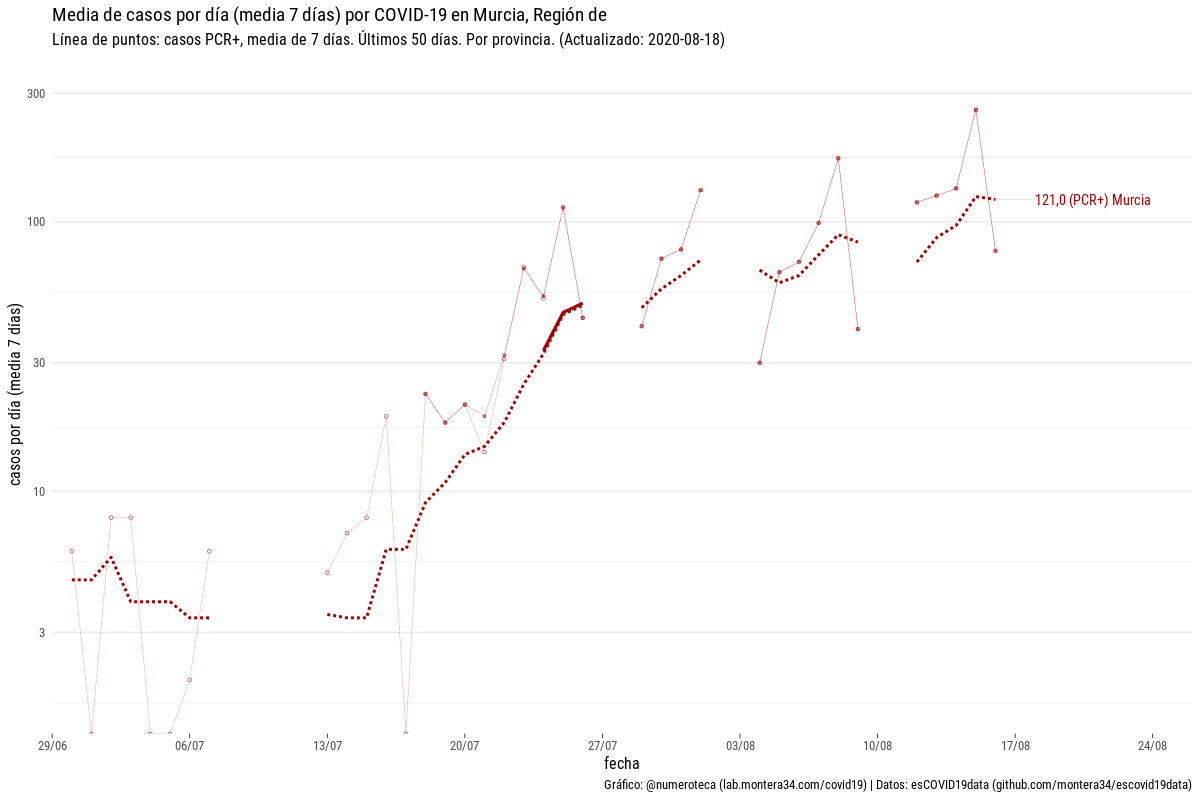 Media de casos por día (media 7 días) por COVID-19 en Murcia, Región de
Línea de puntos: casos PCR+, media de 7 días. Últimos 50 días. Por provincia. (Actualizado: 2020-08-18)
300
100
30
10
3
casos por día (media 7 días)
121,0 (PCR+) Murcia
29/06 06/07 13/07 20/07 27/07 03/08 10/08 17/08 24/08
fecha
Gráfico: @numeroteca (lab.montera34.com/covid19) | Datos: esCOVID19data (github.com/montera34/escovid19data)